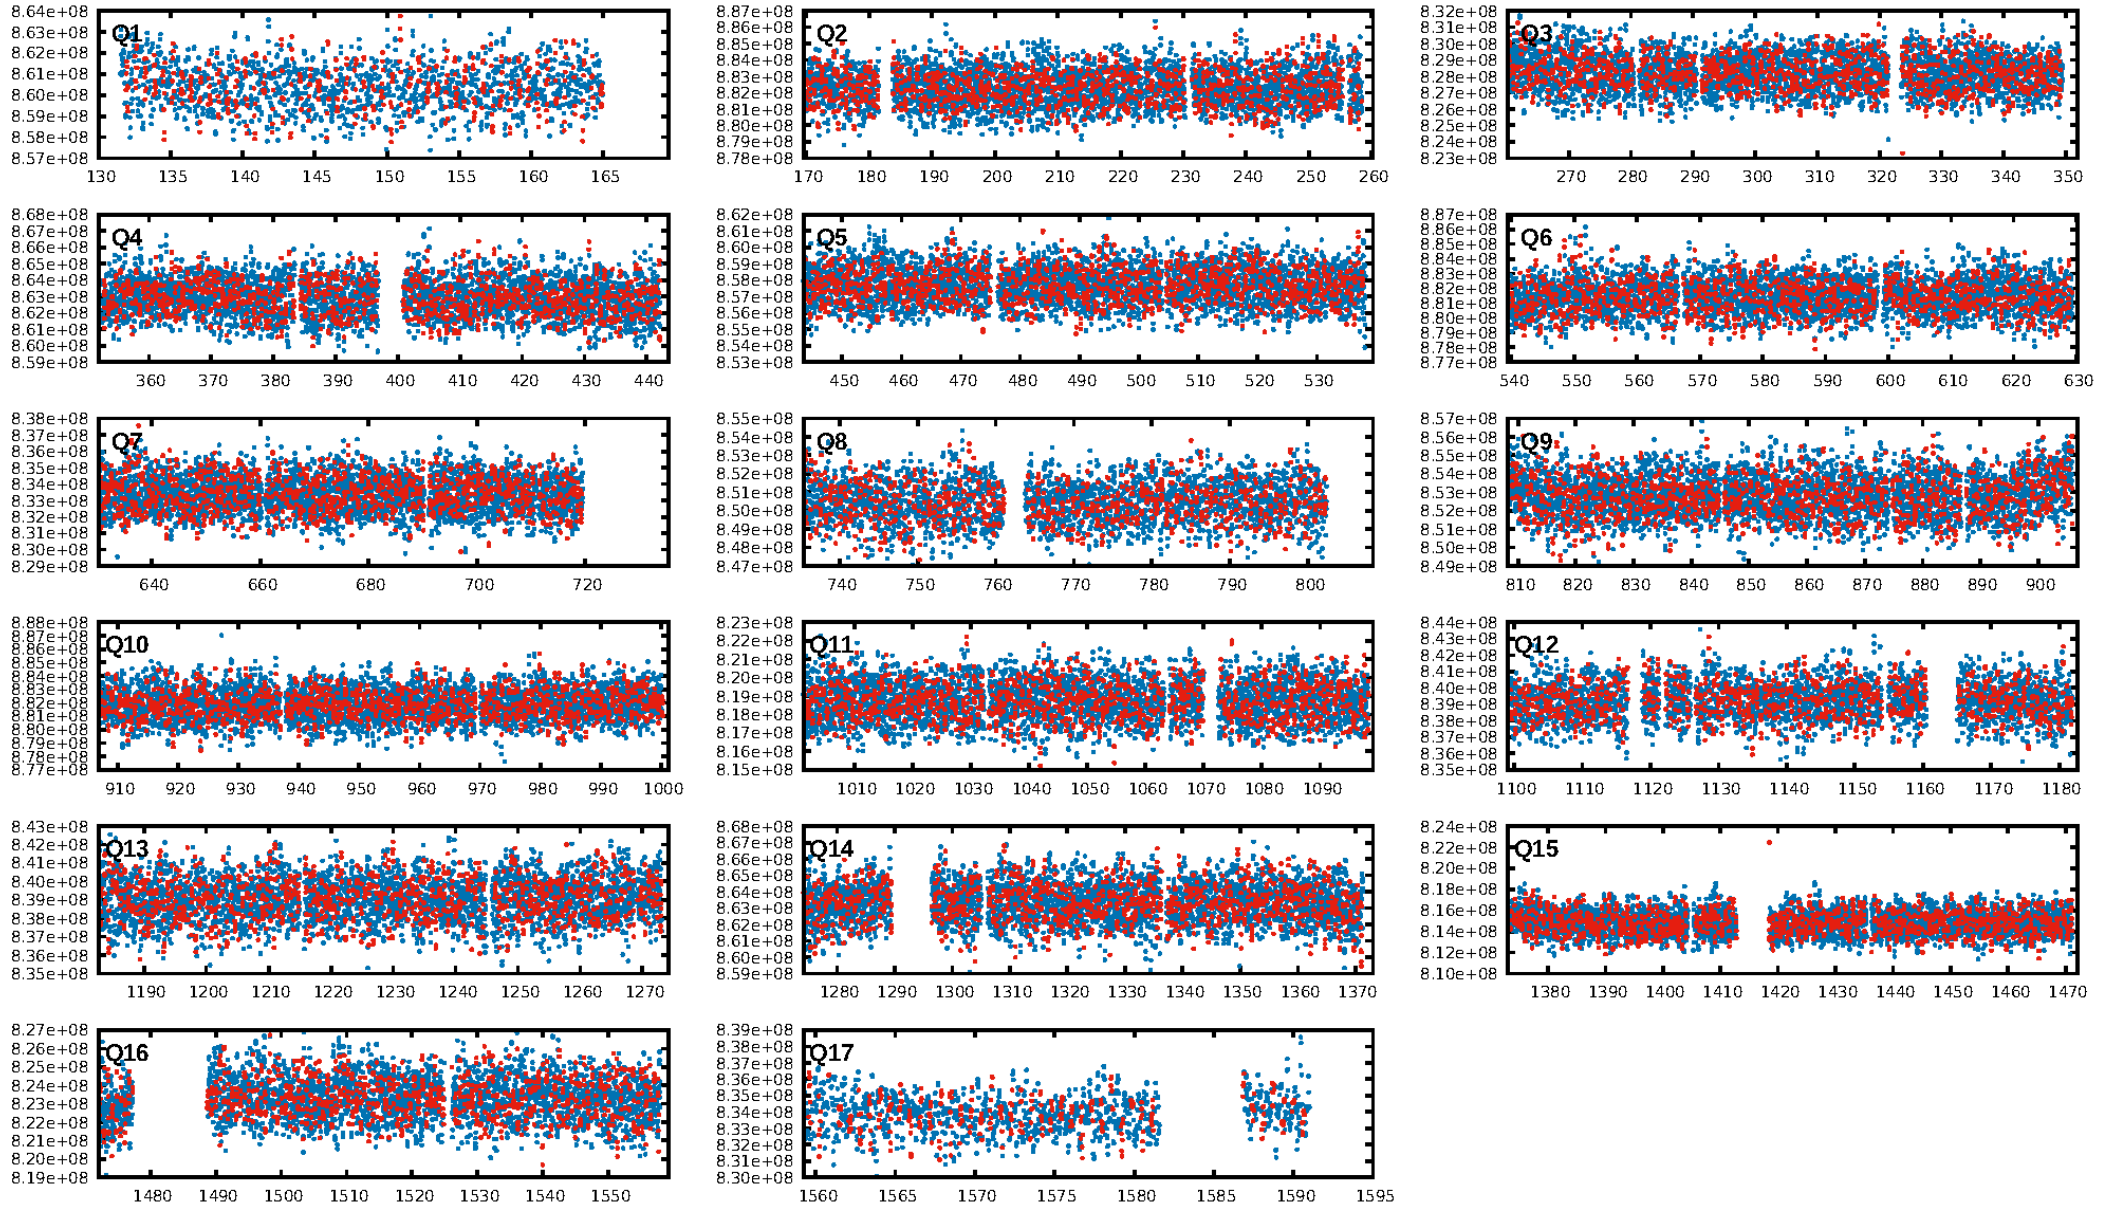 Q1
8.64e+08
8.63e+08
8.62e+08
8.61e+08
8.60e+08
8.59e+08
8.58e+08
8.57e+08
130 135 140 145 150 155 160 165
Q2
8.87e+08
8.86e+08
8.85e+08
8.84e+08
8.83e+08
8.82e+08
8.81e+08
8.80e+08
8.79e+08
8.78e+08
170 180 190 200 210 220 230 240 250 260
Q3
8.32e+08
8.31e+08
8.30e+08
8.29e+08
8.28e+08
8.27e+08
8.26e+08
8.25e+08
8.24e+08
8.23e+08
270 280 290 300 310 320 330 340 350
Q4
8.68e+08
8.67e+08
8.66e+08
8.65e+08
8.64e+08
8.63e+08
8.62e+08
8.61e+08
8.60e+08
8.59e+08
360 370 380 390 400 410 420 430 440
Q5
8.62e+08
8.61e+08
8.60e+08
8.59e+08
8.58e+08
8.57e+08
8.56e+08
8.55e+08
8.54e+08
8.53e+08
450 460 470 480 490 500 510 520 530
Q6
8.87e+08
8.86e+08
8.85e+08
8.84e+08
8.83e+08
8.82e+08
8.81e+08
8.80e+08
8.79e+08
8.78e+08
8.77e+08
540 550 560 570 580 590 600 610 620 630
Q7
8.38e+08
8.37e+08
8.36e+08
8.35e+08
8.34e+08
8.33e+08
8.32e+08
8.31e+08
8.30e+08
8.29e+08
640 660 680 700 720
Q8
8.55e+08
8.54e+08
8.53e+08
8.52e+08
8.51e+08
8.50e+08
8.49e+08
8.48e+08
8.47e+08
740 750 760 770 780 790 800
Q9
8.57e+08
8.56e+08
8.55e+08
8.54e+08
8.53e+08
8.52e+08
8.51e+08
8.50e+08
8.49e+08
810 820 830 840 850 860 870 880 890 900
Q10
8.88e+08
8.87e+08
8.86e+08
8.85e+08
8.84e+08
8.83e+08
8.82e+08
8.81e+08
8.80e+08
8.79e+08
8.78e+08
8.77e+08
910 920 930 940 950 960 970 980 990 1000
Q11
8.23e+08
8.22e+08
8.21e+08
8.20e+08
8.19e+08
8.18e+08
8.17e+08
8.16e+08
8.15e+08
1010 1020 1030 1040 1050 1060 1070 1080 1090
Q12
8.44e+08
8.43e+08
8.42e+08
8.41e+08
8.40e+08
8.39e+08
8.38e+08
8.37e+08
8.36e+08
8.35e+08
1100 1110 1120 1130 1140 1150 1160 1170 1180
Q13
8.43e+08
8.42e+08
8.41e+08
8.40e+08
8.39e+08
8.38e+08
8.37e+08
8.36e+08
8.35e+08
1190 1200 1210 1220 1230 1240 1250 1260 1270
Q14
8.68e+08
8.67e+08
8.66e+08
8.65e+08
8.64e+08
8.63e+08
8.62e+08
8.61e+08
8.60e+08
8.59e+08
1280 1290 1300 1310 1320 1330 1340 1350 1360 1370
Q15
8.24e+08
8.22e+08
8.20e+08
8.18e+08
8.16e+08
8.14e+08
8.12e+08
8.10e+08
1380 1390 1400 1410 1420 1430 1440 1450 1460 1470
Q16
8.27e+08
8.26e+08
8.25e+08
8.24e+08
8.23e+08
8.22e+08
8.21e+08
8.20e+08
8.19e+08
1480 1490 1500 1510 1520 1530 1540 1550
Q17
8.39e+08
8.38e+08
8.37e+08
8.36e+08
8.35e+08
8.34e+08
8.33e+08
8.32e+08
8.31e+08
8.30e+08
1560 1565 1570 1575 1580 1585 1590 1595